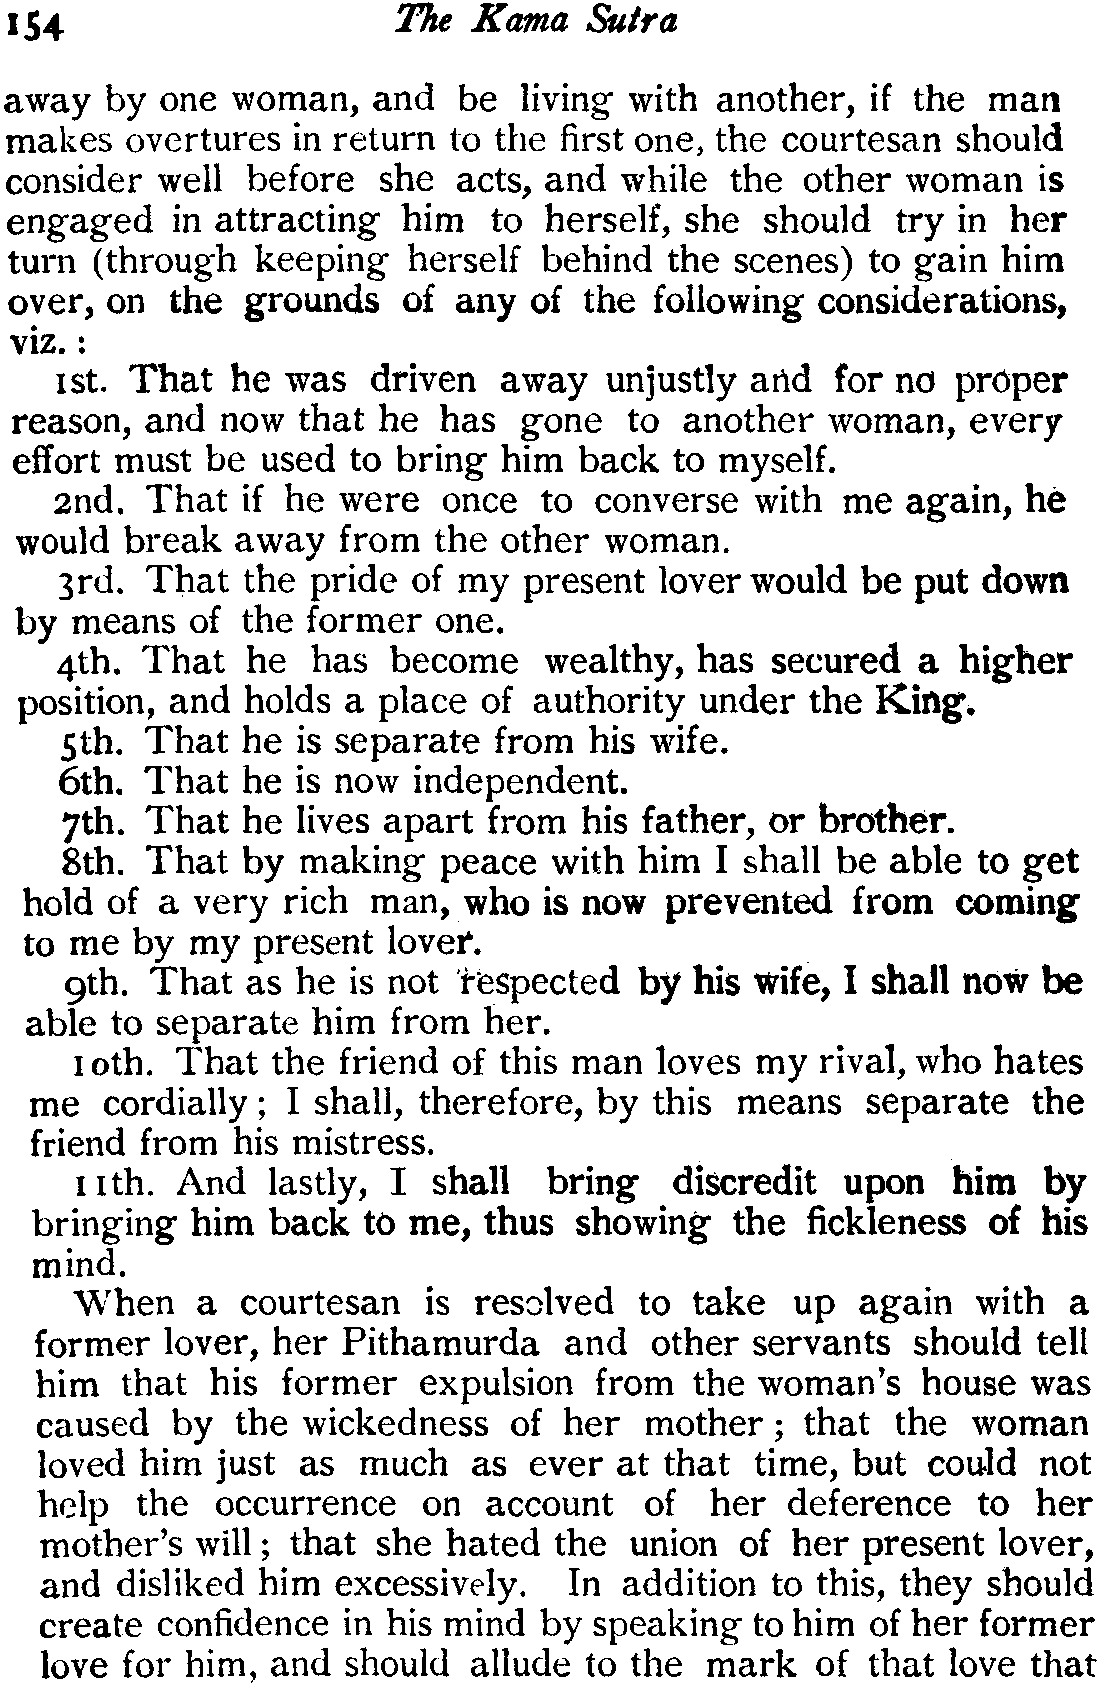 154 The Kama Sutra
away by one woman, and be living with another, if the man
makes overtures in return to the first one, the courtesan should
consider well before she acts, and while the other woman is
engaged in attracting him to herself, she should try in her
turn (through keeping herself behind the scenes) to gain him
over, on the grounds of any of the following considerations,
viz. :
1st. That he was driven away unjustly and for no proper
reason, and now that he has gone to another woman, every
effort must be used to bring him back to myself.
2nd. That if he were once to converse with me again, he
would break away from the other woman.
3rd. That the pride of my present lover would be put down
by means of the former one.
4th. That he has become wealthy, has secured a higher
position, and holds a place of authority under the King.
5th. That he is separate from his wife.
6th. That he is now independent.
7th. That he lives apart from his father, or brother.
8th. That by making peace with him I shall be able to get
hold of a very rich man, who is now prevented from coming
to me by my present lover.
9th. That as he is not respected by his wife, I shall now be
able to separate him from her.
10th. That the friend of this man loves my rival, who hates
me cordially ; I shall, therefore, by this means separate the
friend from his mistress.
11th. And lastly, I shall bring discredit upon him by
bringing him back to me, thus showing the fickleness of his
mind.
When a courtesan is resolved to take up again with a
former lover, her Pithamurda and other servants should tell
him that his former expulsion from the woman's house was
caused by the wickedness of her mother ; that the woman
loved him just as much as ever at that time, but could not
help the occurrence on account of her deference to her
mother's will ; that she hated the union of her present lover,
and disliked him excessively. In addition to this, they should
create confidence in his mind by speaking to him of her former
love for him, and should allude to the mark of that love that